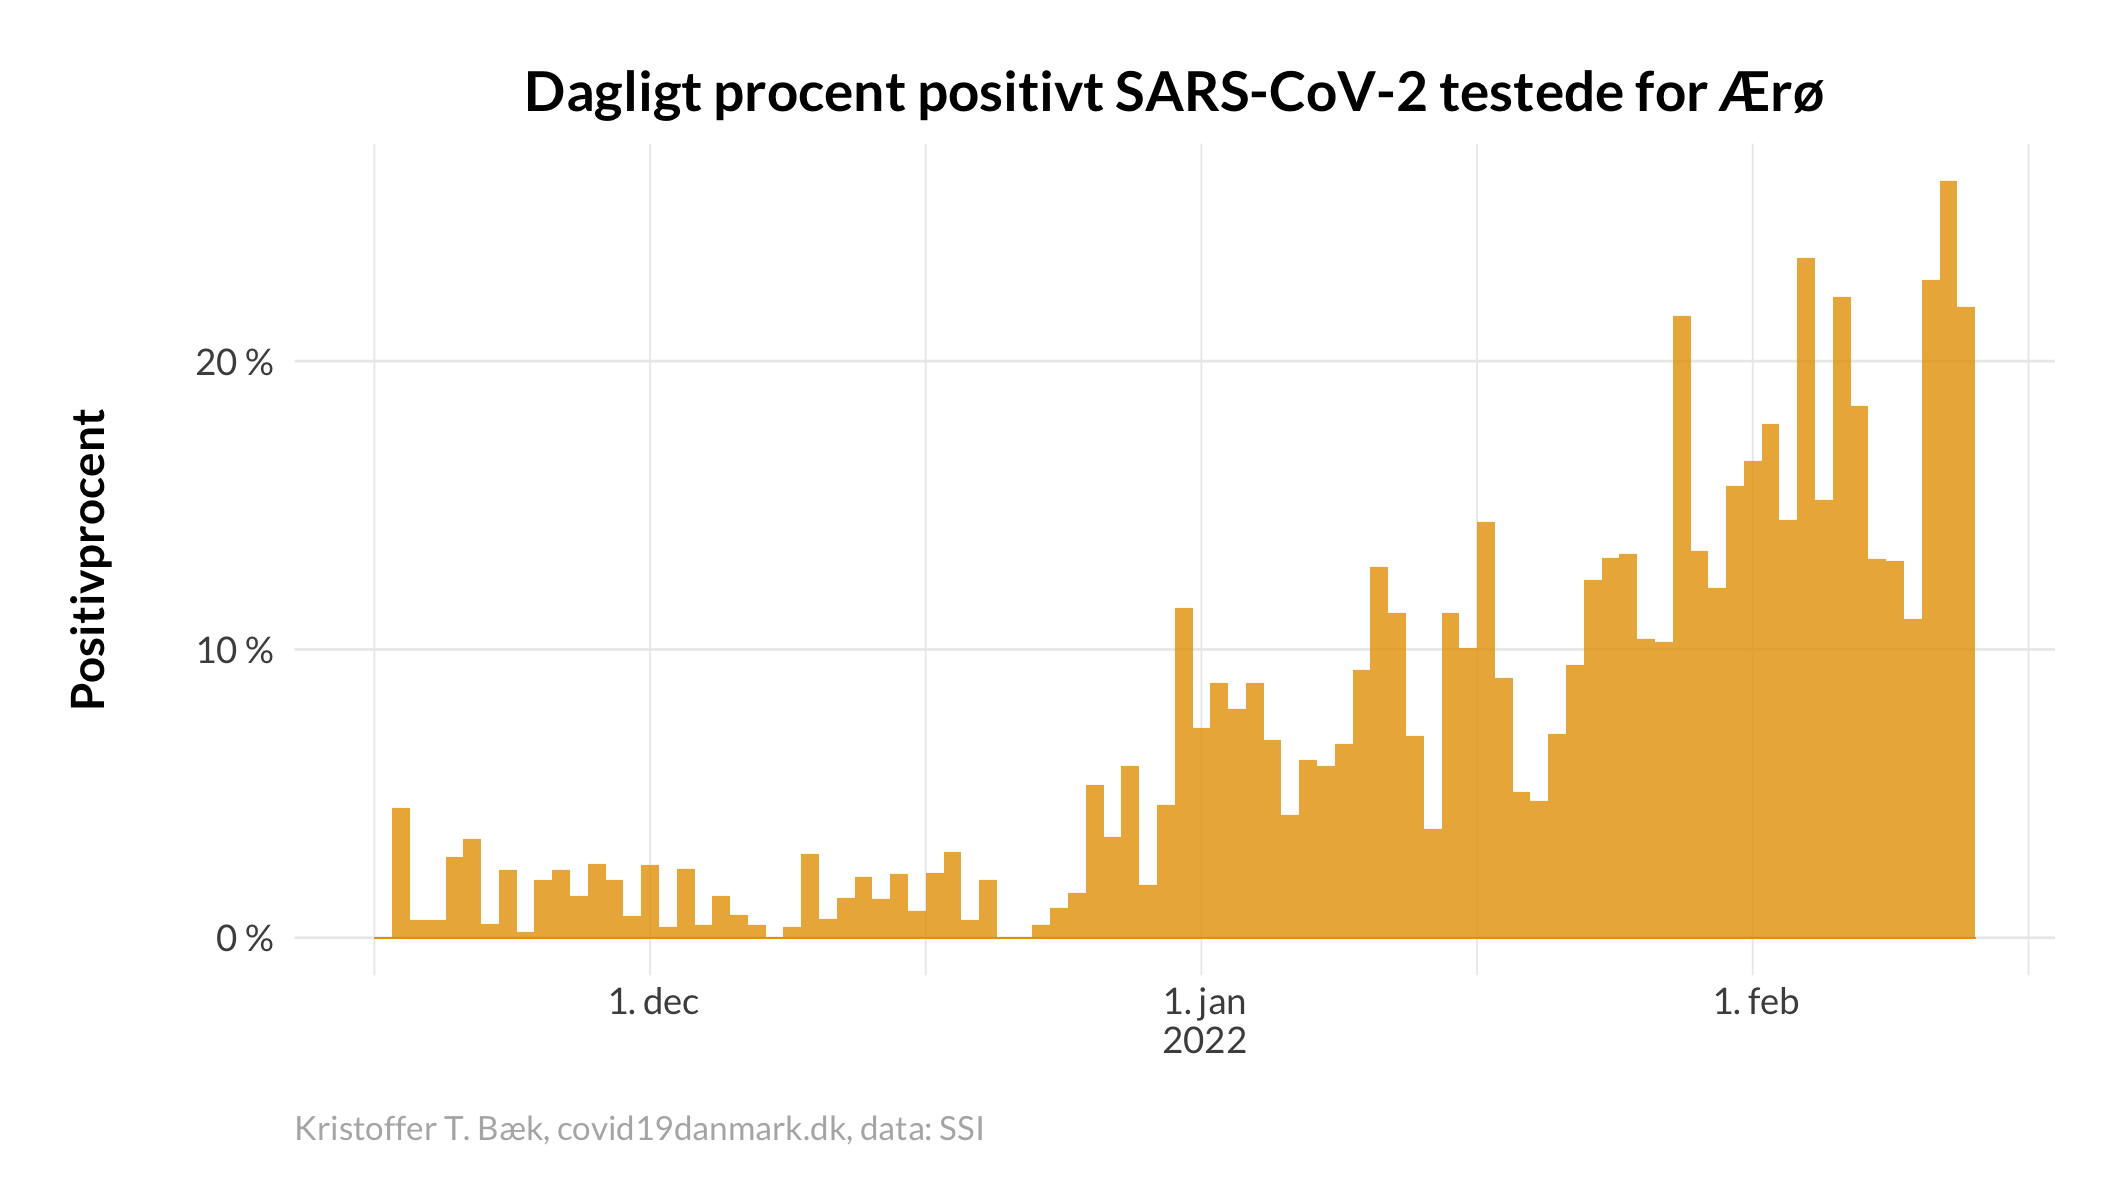 Dagligt procent positivt SARS-CoV-2 testede for Ærø
Positivprocent
20 %
10 %
0 %
1. dec
1. jan
2022
1. feb
Kristoffer T. Bæk, covid19danmark.dk, data: SSI